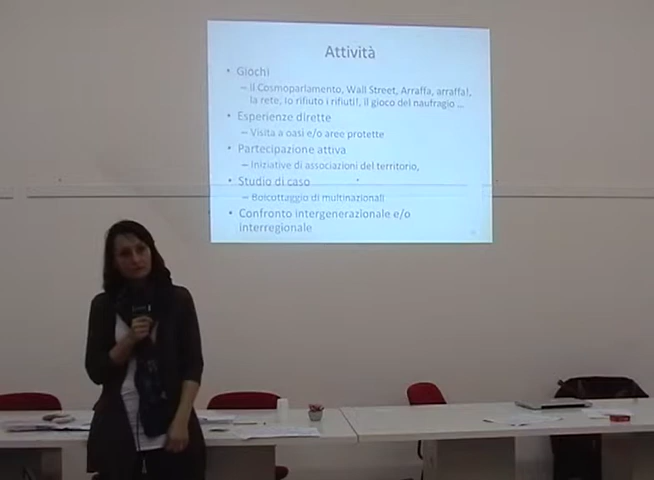 Attività
• Giochi
– Il Cosmoparlamento, Wall Street, Arraffa, arraffa!,
la rete, Io rifiuto i rifiuti!, il gioco del naufragio ...
• Esperienze dirette
– Visita a oasi e/o aree protette
• Partecipazione attiva
– Iniziative di associazioni del territorio,
• Studio di caso
– Boicottaggio di multinazionali
• Confronto intergenerazionale e/o
interregionale